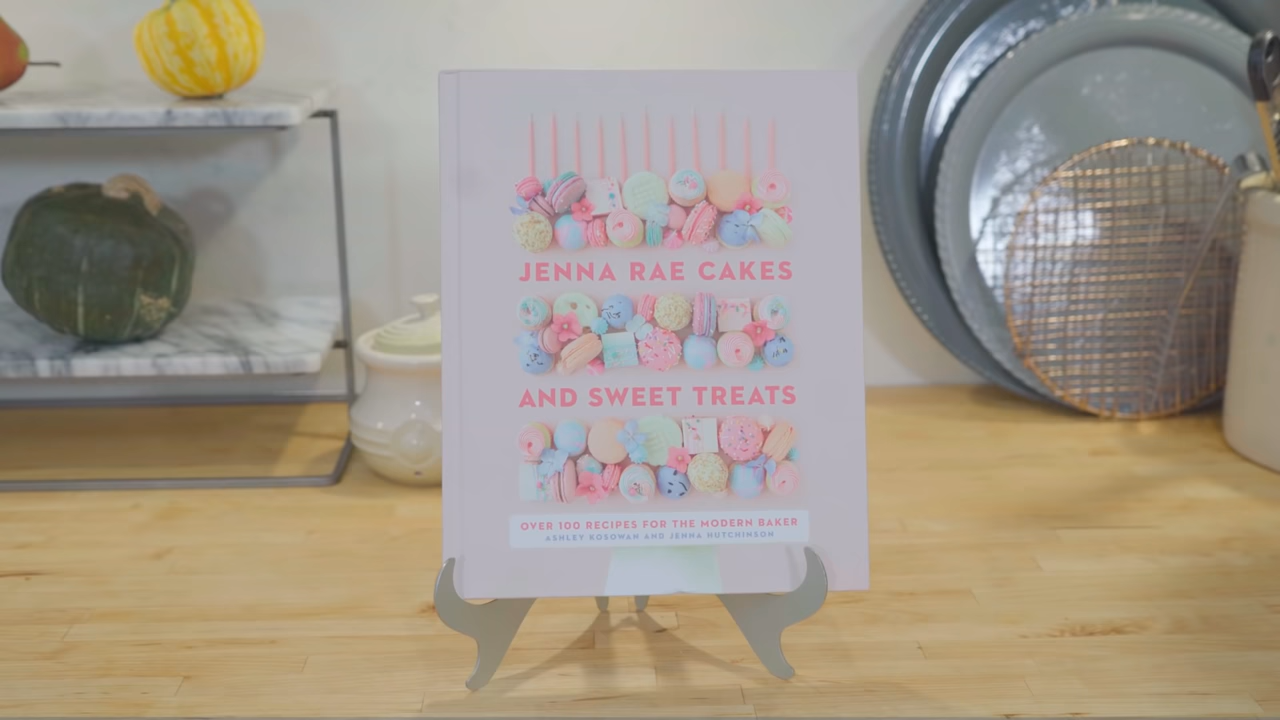 JENNA RAE CAKES
AND SWEET TREATS
OVER 100 RECIPES FOR THE MODERN BAKER
ASHLEY KOSOWAN AND JENNA HUTCHINSON